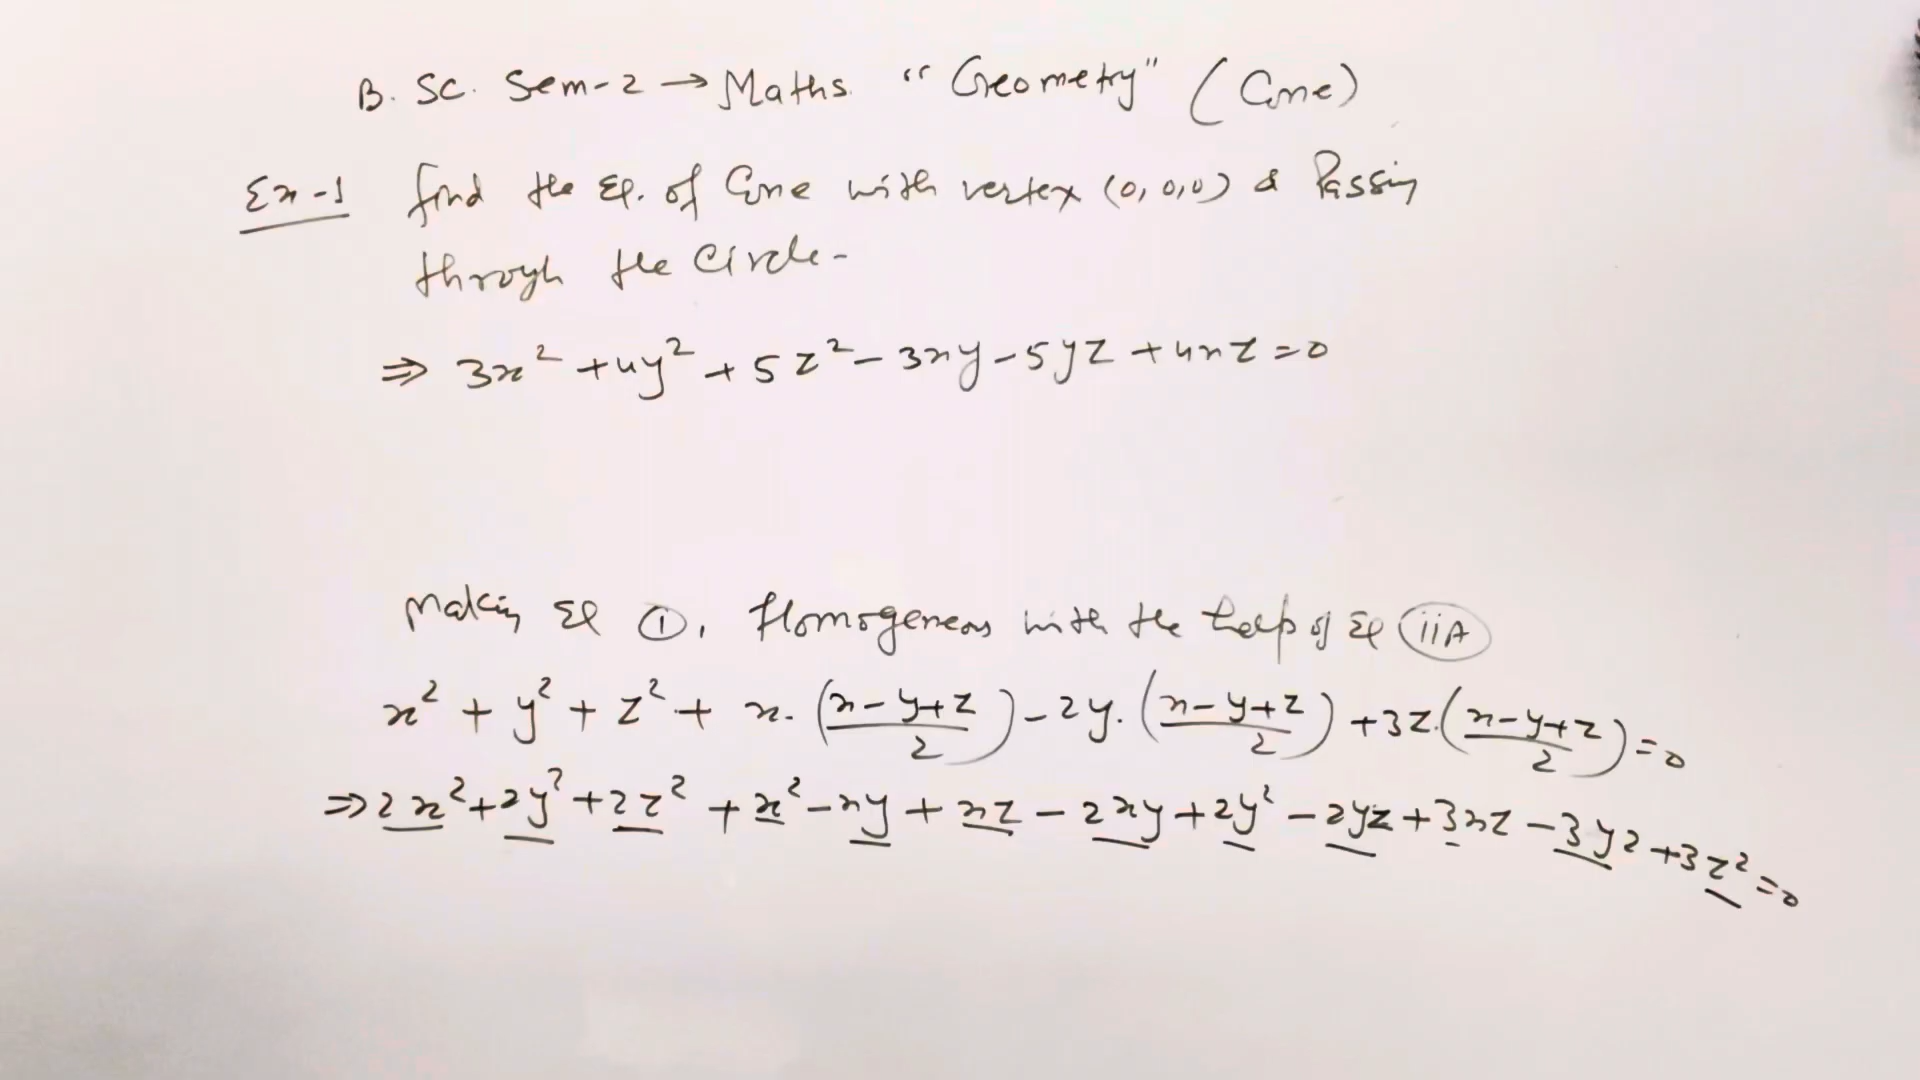 B. SC. Sem-2 → Maths. "Geometry" (Cone)
Ex-1 find the Eq. of Cone with vertex (0,0,0) & Passing
through the Circle-
⇒ 3x² + 4y² + 5z² - 3xy - 5yz + 4xz = 0
Making Eq ①, Homogeneous with the help of Eq (iiA)
x² + y² + z² + x. (x-y+z / 2) - 2y. (x-y+z / 2) + 3z. (x-y+z / 2) = 0
⇒ 2x² + 2y² + 2z² + x² - xy + xz - 2xy + 2y² - 2yz + 3xz - 3yz + 3z² = 0